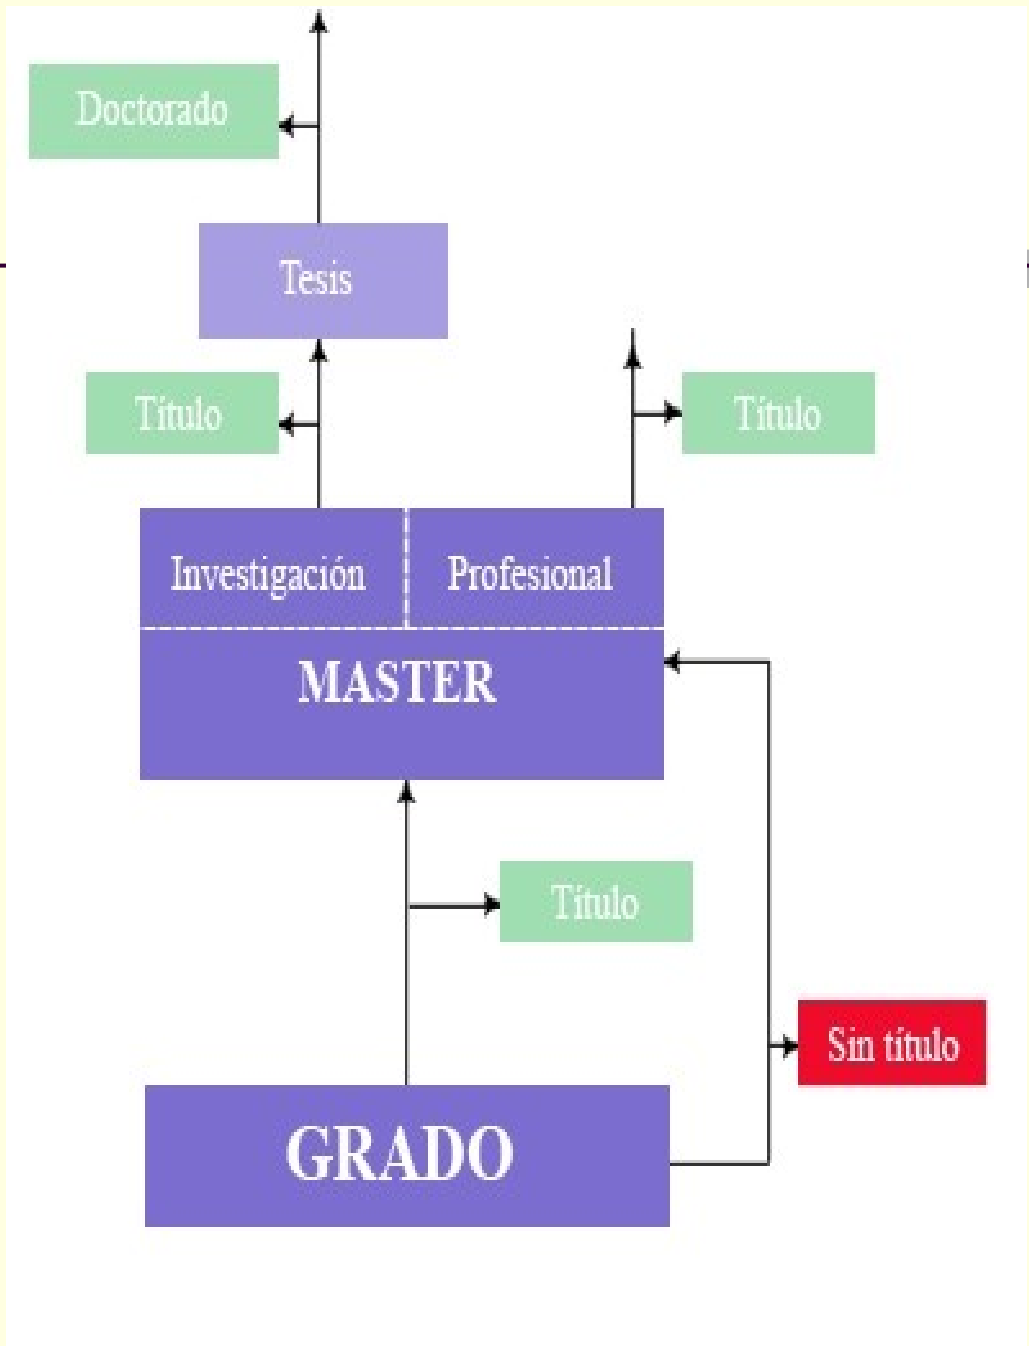 Doctorado
Tesis
Título
Título
Investigación
Profesional
MASTER
Título
Sin título
GRADO